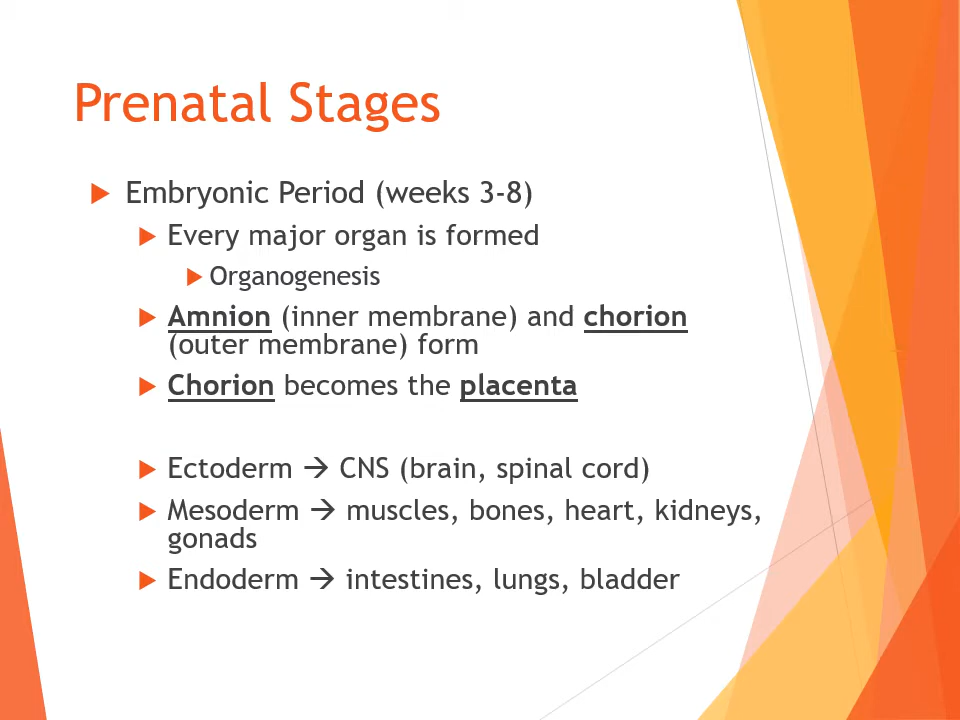 Prenatal Stages
Embryonic Period (weeks 3-8)
Every major organ is formed
Organogenesis
Amnion (inner membrane) and chorion
(outer membrane) form
Chorion becomes the placenta
Ectoderm → CNS (brain, spinal cord)
Mesoderm → muscles, bones, heart, kidneys,
gonads
Endoderm → intestines, lungs, bladder